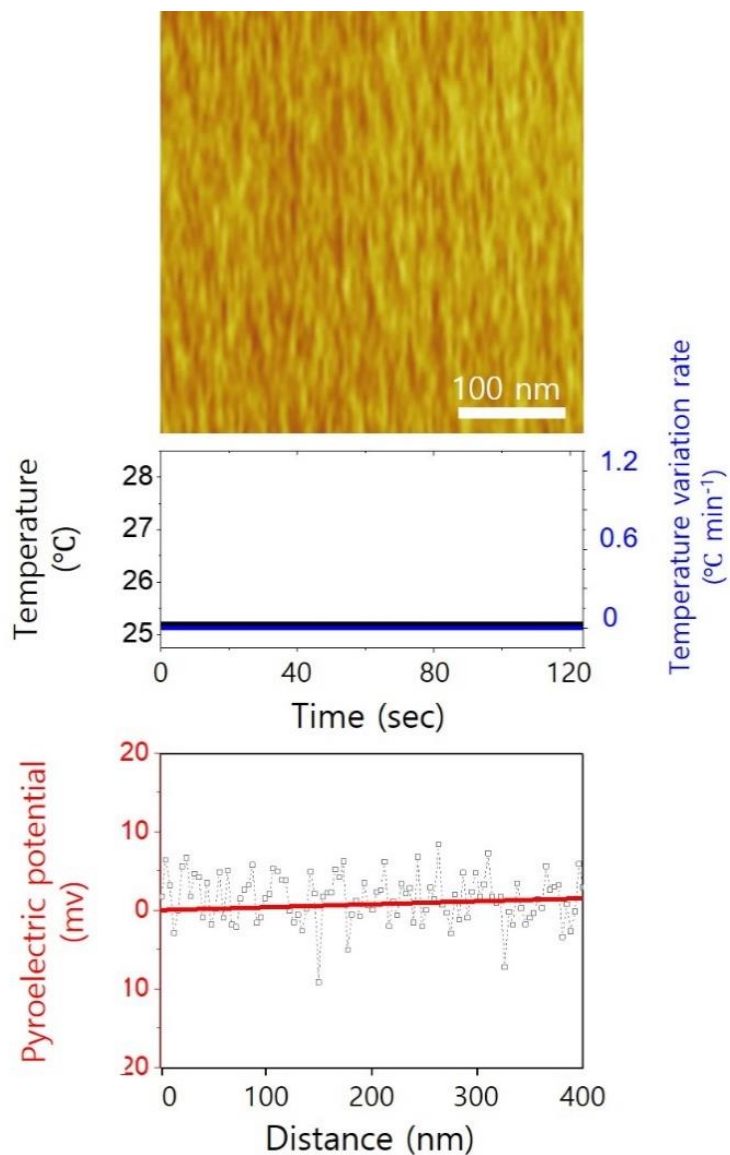 100 nm
Temperature
(℃)
28
27
26
25
1.2
0.6
0
Temperature variation rate
(℃ min⁻¹)
0 40 80 120
Time (sec)
Pyroelectric potential
(mv)
20
10
0
10
20
0 100 200 300 400
Distance (nm)